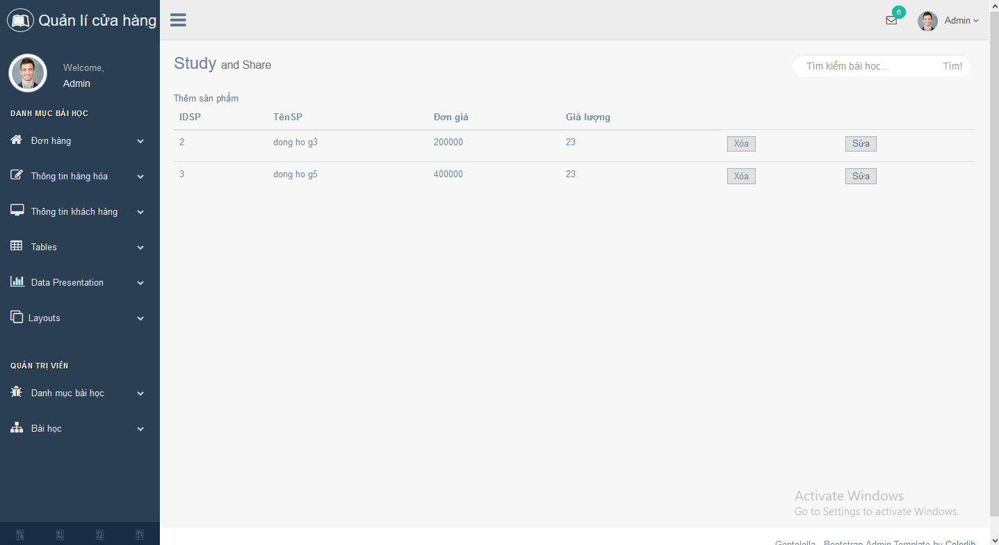 Quản lí cửa hàng
6
Admin
Welcome,
Admin
Study and Share
Tìm kiếm bài học...
Tìm!
DANH MỤC BÀI HỌC
Đơn hàng
Thông tin hàng hóa
Thông tin khách hàng
Tables
Data Presentation
Layouts
QUẢN TRỊ VIÊN
Danh mục bài học
Bài học
Thêm sản phẩm
IDSP TênSP Đơn giá Giá lượng
2 dong ho g3 200000 23 Xóa Sửa
3 dong ho g5 400000 23 Xóa Sửa
Activate Windows
Go to Settings to activate Windows.
Gentelella - Bootstrap Admin Template by Colorlib